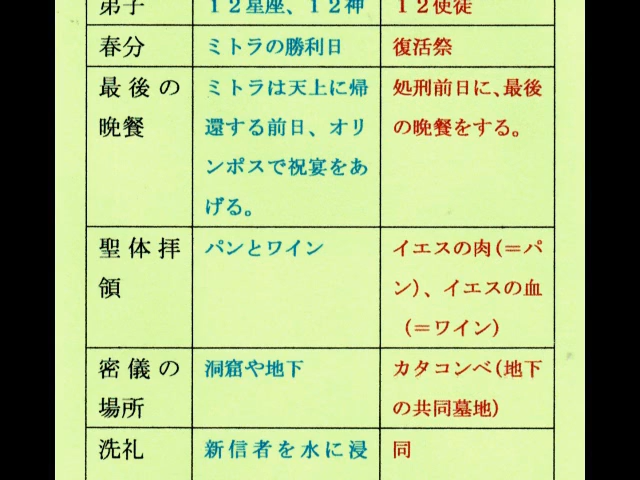 弟子 １２星座、１２神 １２使徒
春分 ミトラの勝利日 復活祭
最後の ミトラは天上に帰 処刑前日に、最後
晩餐 還する前日、オリ の晩餐をする。
ンポスで祝宴をあ
げる。
聖体拝 パンとワイン イエスの肉(＝パ
領 ン)、イエスの血
(＝ワイン)
密儀の 洞窟や地下 カタコンベ(地下
場所 の共同墓地)
洗礼 新信者を水に浸 同